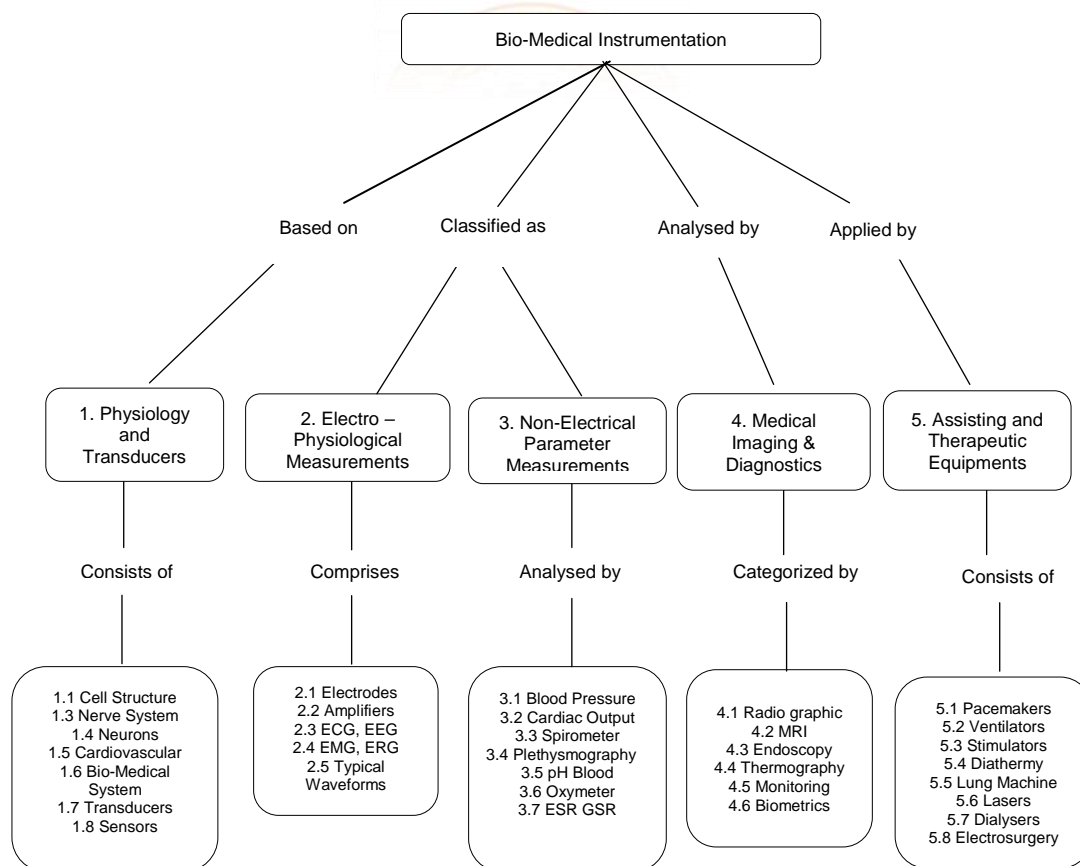 Bio-Medical Instrumentation
Based on
Classified as
Analysed by
Applied by
1. Physiology
and
Transducers
2. Electro –
Physiological
Measurements
3. Non-Electrical
Parameter
Measurements
4. Medical
Imaging &
Diagnostics
5. Assisting and
Therapeutic
Equipments
Consists of
Comprises
Analysed by
Categorized by
Consists of
1.1 Cell Structure
1.3 Nerve System
1.4 Neurons
1.5 Cardiovascular
1.6 Bio-Medical
System
1.7 Transducers
1.8 Sensors
2.1 Electrodes
2.2 Amplifiers
2.3 ECG, EEG
2.4 EMG, ERG
2.5 Typical
Waveforms
3.1 Blood Pressure
3.2 Cardiac Output
3.3 Spirometer
3.4 Plethysmography
3.5 pH Blood
3.6 Oxymeter
3.7 ESR GSR
4.1 Radio graphic
4.2 MRI
4.3 Endoscopy
4.4 Thermography
4.5 Monitoring
4.6 Biometrics
5.1 Pacemakers
5.2 Ventilators
5.3 Stimulators
5.4 Diathermy
5.5 Lung Machine
5.6 Lasers
5.7 Dialysers
5.8 Electrosurgery